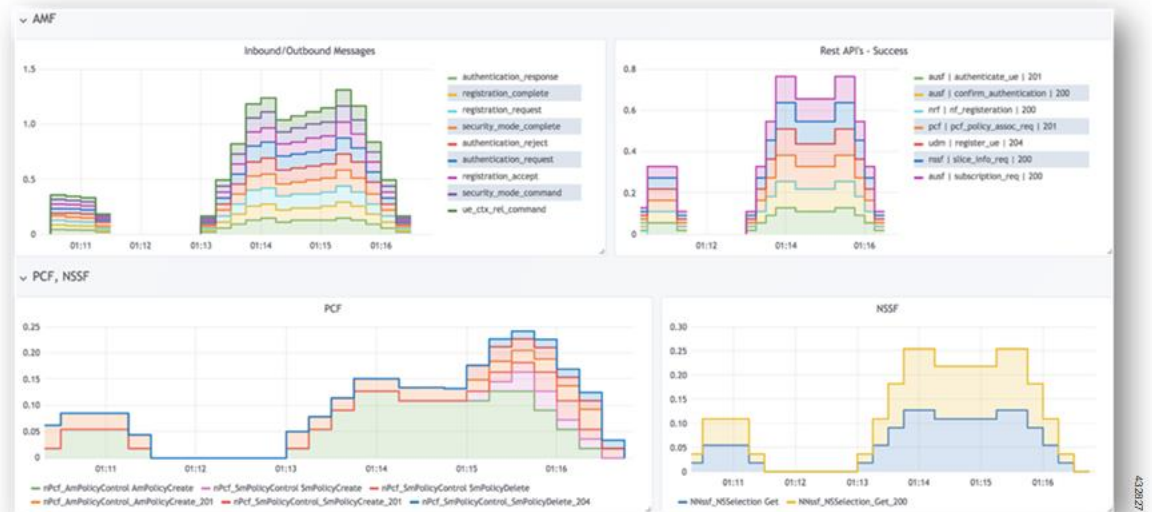 AMF
Inbound/Outbound Messages
1.5
1.0
0.5
0
01:11 01:12 01:13 01:14 01:15 01:16
authentication_response
registration_complete
registration_request
security_mode_complete
authentication_reject
authentication_request
registration_accept
security_mode_command
ue_ctx_rel_command
Rest API's - Success
0.8
0.6
0.4
0.2
0
01:12 01:14 01:16
ausf | authenticate_ue | 201
ausf | confirm_authentication | 200
nrf | nf_registeration | 200
pcf | pcf_policy_assoc_req | 201
udm | register_ue | 204
nssf | slice_info_req | 200
ausf | subscription_req | 200
PCF, NSSF
PCF
0.25
0.20
0.15
0.10
0.05
0
01:11 01:12 01:13 01:14 01:15 01:16
nPcf_AmPolicyControl AmPolicyCreate nPcf_SmPolicyControl SmPolicyCreate nPcf_SmPolicyControl SmPolicyDelete
nPcf_AmPolicyControl_AmPolicyCreate_201 nPcf_SmPolicyControl_SmPolicyCreate_201 nPcf_SmPolicyControl_SmPolicyDelete_204
NSSF
0.30
0.25
0.20
0.15
0.10
0.05
0
01:11 01:12 01:13 01:14 01:15 01:16
NNssf_NSSelection Get NNssf_NSSelection_Get_200